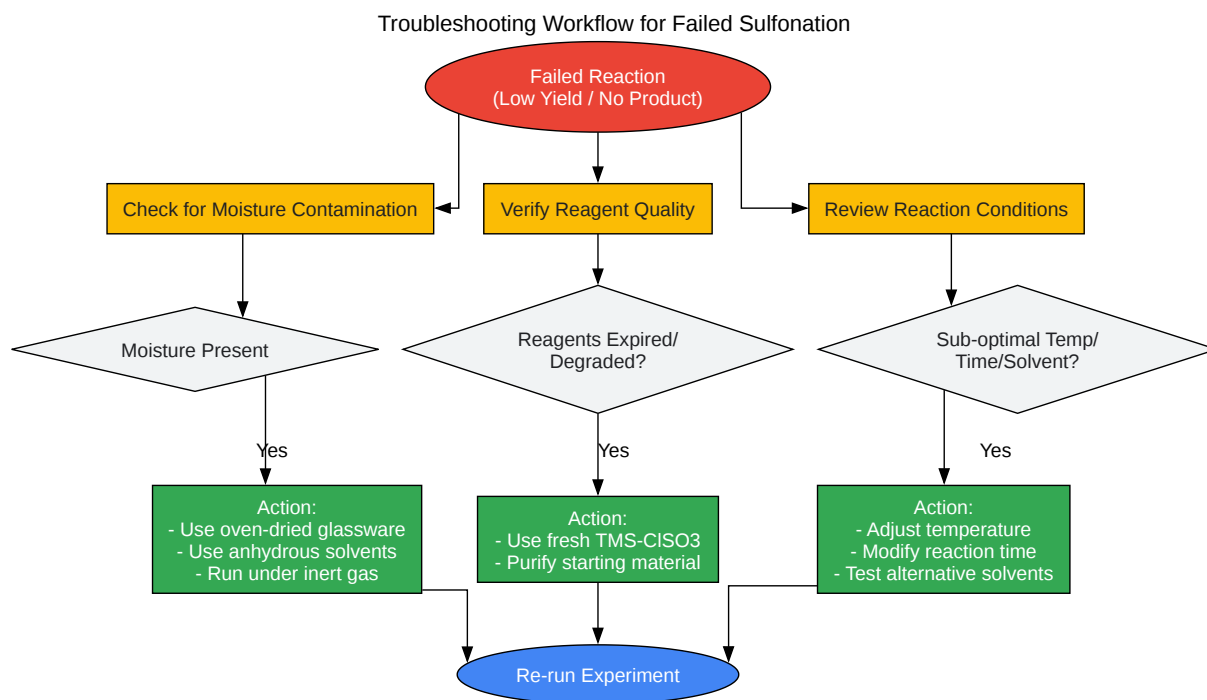 Troubleshooting Workflow for Failed Sulfonation
Failed Reaction
(Low Yield / No Product)
Check for Moisture Contamination
Verify Reagent Quality
Review Reaction Conditions
Moisture Present
Reagents Expired/
Degraded?
Sub-optimal Temp/
Time/Solvent?
Yes
Yes
Yes
Action:
- Use oven-dried glassware
- Use anhydrous solvents
- Run under inert gas
Action:
- Use fresh TMS-ClSO3
- Purify starting material
Action:
- Adjust temperature
- Modify reaction time
- Test alternative solvents
Re-run Experiment